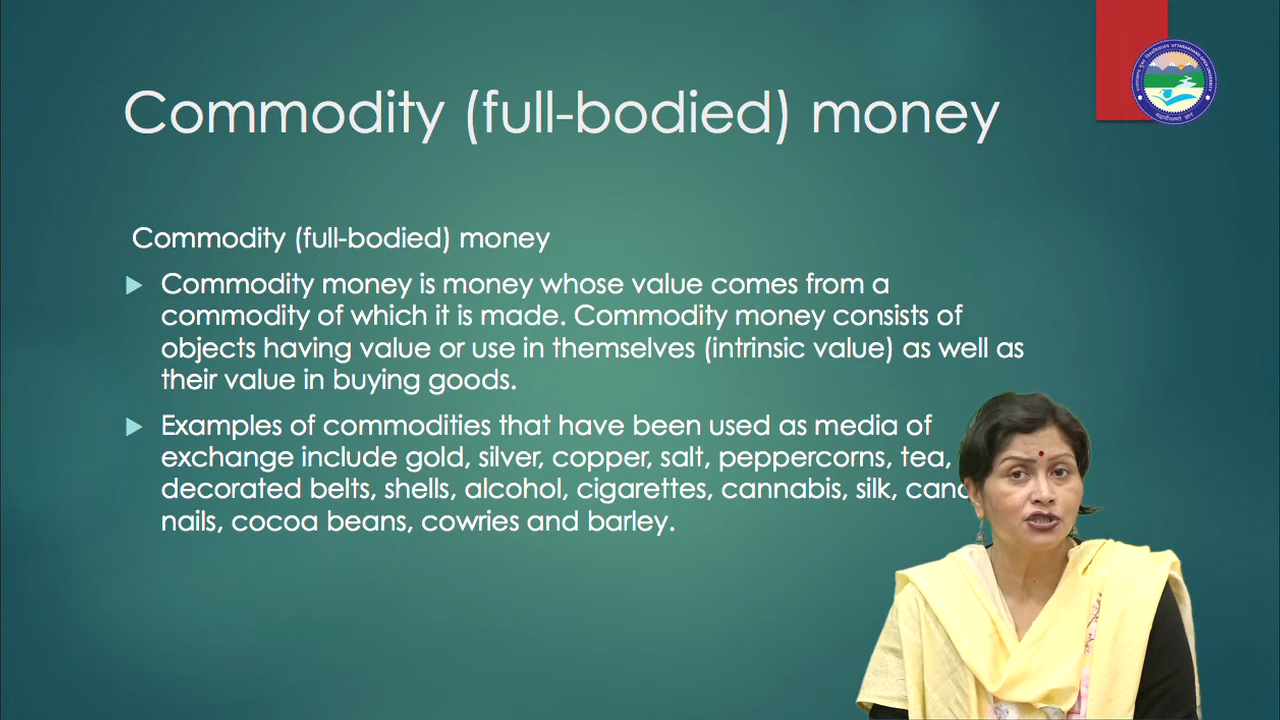 Commodity (full-bodied) money
UTTARAKHAND OPEN UNIVERSITY
Commodity (full-bodied) money
Commodity money is money whose value comes from a
commodity of which it is made. Commodity money consists of
objects having value or use in themselves (intrinsic value) as well as
their value in buying goods.
Examples of commodities that have been used as media of
exchange include gold, silver, copper, salt, peppercorns, tea,
decorated belts, shells, alcohol, cigarettes, cannabis, silk,
nails, cocoa beans, cowries and barley.